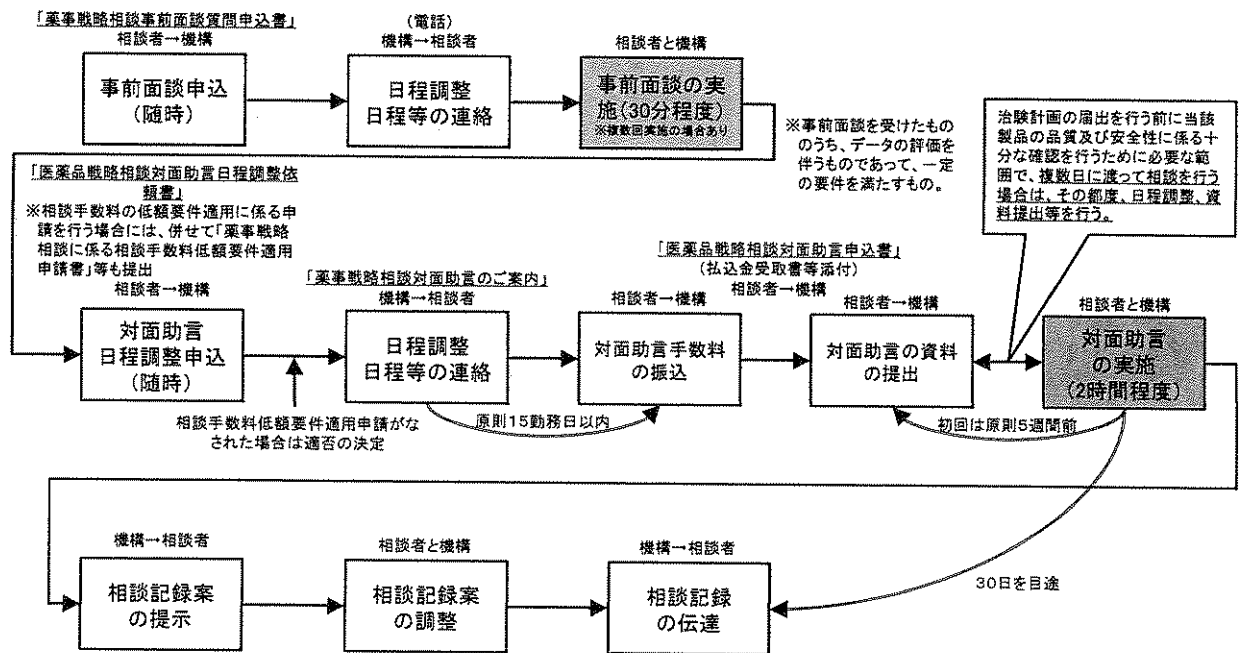 「薬事戦略相談事前面談質問申込書」
相談者→機構
事前面談申込
(随時)
(電話)
機構→相談者
日程調整
日程等の連絡
相談者と機構
事前面談の実
施(30分程度)
※複数回実施の場合あり
※事前面談を受けたもの
のうち、データの評価を
伴うものであって、一定
の要件を満たすもの。
治験計画の届出を行う前に当該
製品の品質及び安全性に係る十
分な確認を行うために必要な範
囲で、複数日に渡って相談を行う
場合は、その都度、日程調整、資
料提出等を行う。
「医薬品戦略相談対面助言日程調整依
頼書」
※相談手数料の低額要件適用に係る申
請を行う場合には、併せて「薬事戦略
相談に係る相談手数料低額要件適用
申請書」等も提出
相談者→機構
対面助言
日程調整申込
(随時)
相談手数料低額要件適用申請がな
された場合は適否の決定
「薬事戦略相談対面助言のご案内」
機構→相談者
日程調整
日程等の連絡
原則15勤務日以内
相談者→機構
対面助言手数料
の振込
「医薬品戦略相談対面助言申込書」
(払込金受取書等添付)
相談者→機構
相談者→機構
対面助言の資料
の提出
初回は原則5週間前
相談者と機構
対面助言
の実施
(2時間程度)
機構→相談者
相談記録案
の提示
相談者と機構
相談記録案
の調整
機構→相談者
相談記録
の伝達
30日を目途